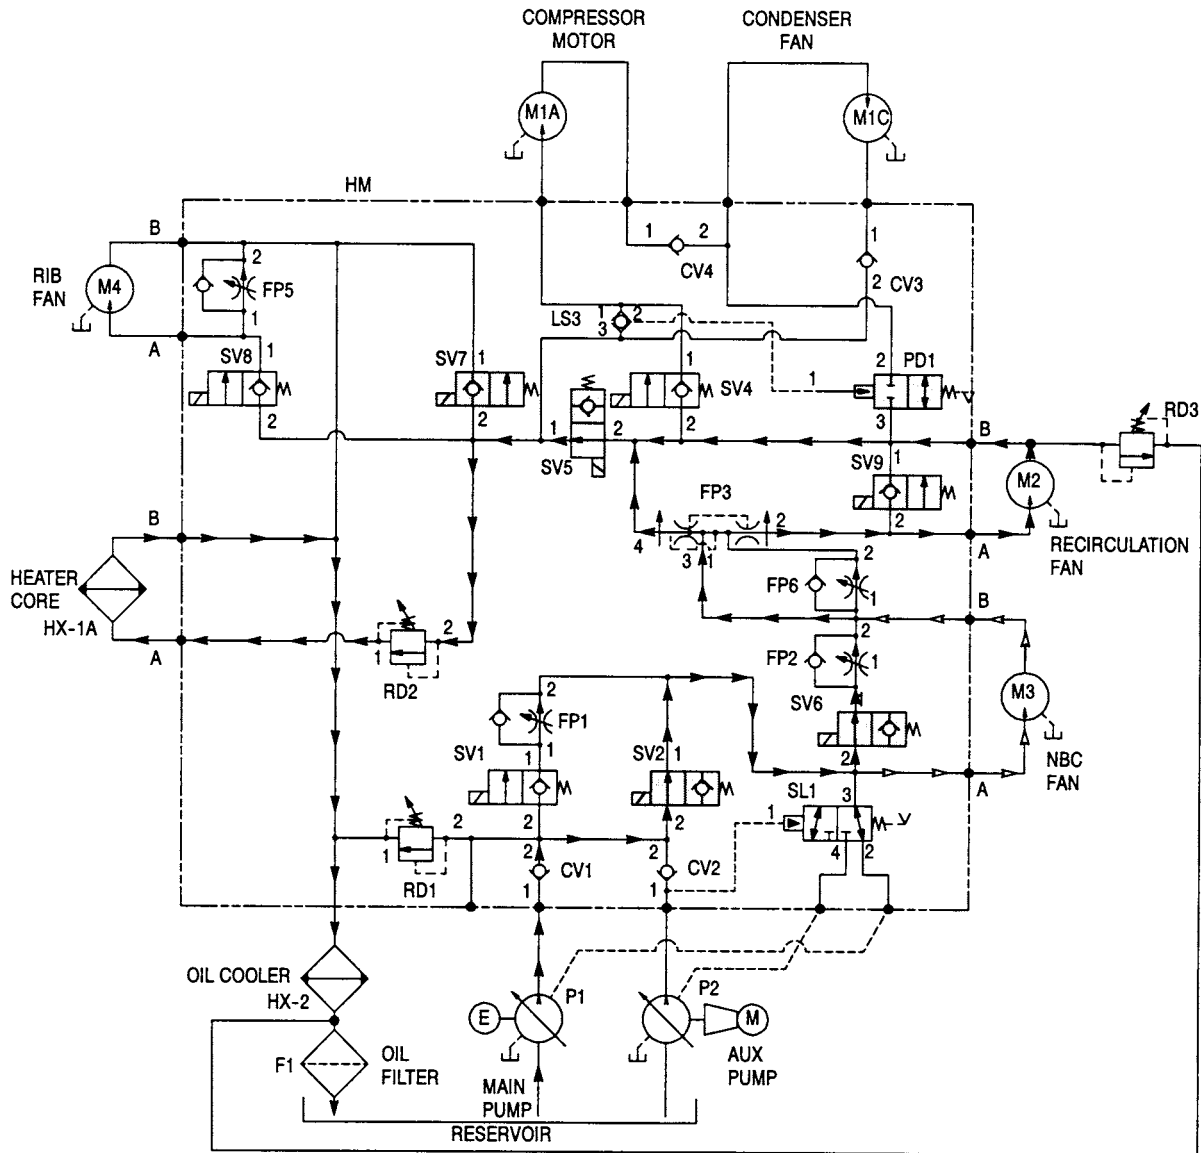 COMPRESSOR MOTOR
CONDENSER FAN
M1A
M1C
HM
B
1
2
1
RIB FAN
M4
2
FP5
CV4
2
CV3
1
LS3
1
2
3
A
1
SV8
SV7
1
1
SV4
2
PD1
1
RD3
2
2
1
2
2
3
B
SV5
SV9
1
M2
FP3
B
4
2
2
A
RECIRCULATION FAN
3
1
2
HEATER CORE
FP6
1
B
HX-1A
A
2
1
2
FP2
1
RD2
2
SV6
1
M3
FP1
SV1
1
1
SV2
1
2
NBC FAN
A
SL1
3
1
2
2
2
4
2
1
2
2
RD1
CV1
CV2
1
1
OIL COOLER
HX-2
P1
P2
E
M
F1
OIL FILTER
AUX PUMP
MAIN PUMP
RESERVOIR